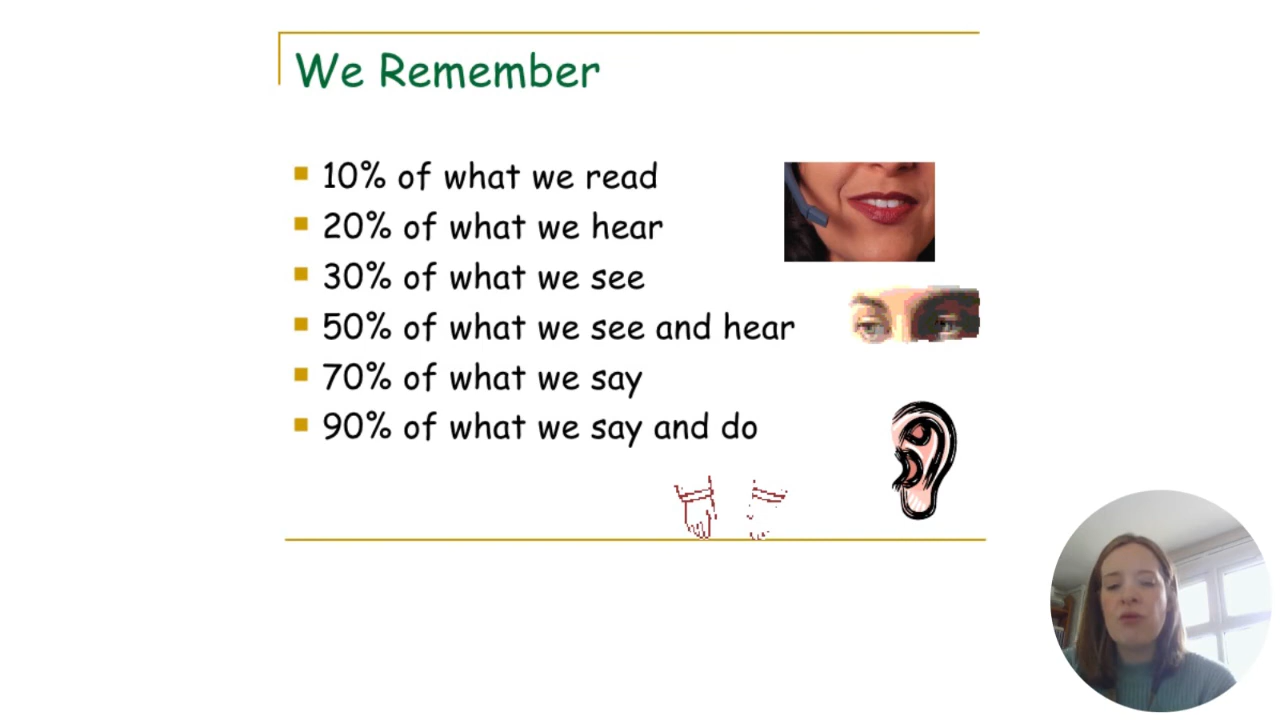 We Remember
10% of what we read
20% of what we hear
30% of what we see
50% of what we see and hear
70% of what we say
90% of what we say and do